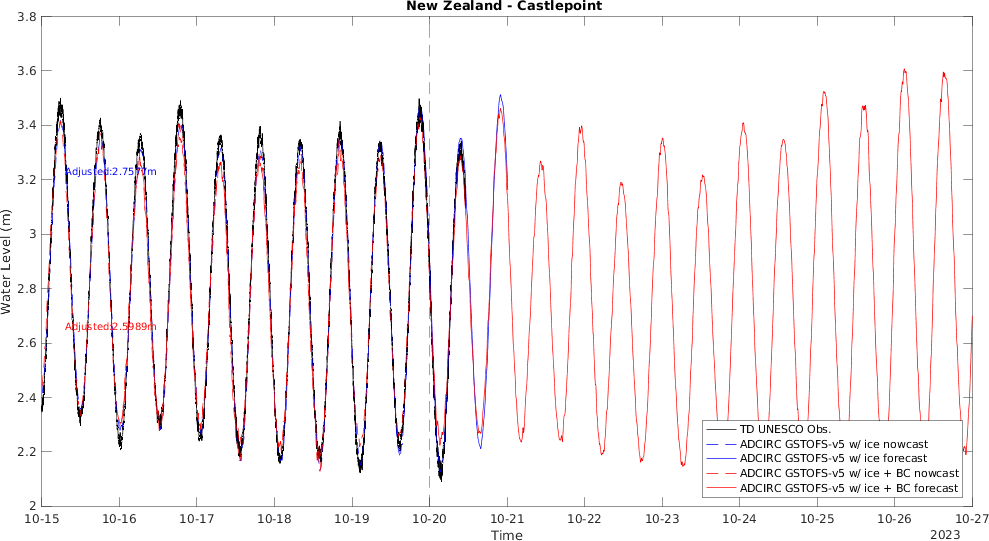 New Zealand - Castlepoint
3.8
3.6
3.4
3.2
3
2.8
2.6
2.4
2.2
2
Water Level (m)
Adjusted:2.7577m
Adjusted:2.5989m
TD UNESCO Obs.
ADCIRC GSTOFS-v5 w/ ice nowcast
ADCIRC GSTOFS-v5 w/ ice forecast
ADCIRC GSTOFS-v5 w/ ice + BC nowcast
ADCIRC GSTOFS-v5 w/ ice + BC forecast
10-15 10-16 10-17 10-18 10-19 10-20 10-21 10-22 10-23 10-24 10-25 10-26 10-27
Time
2023